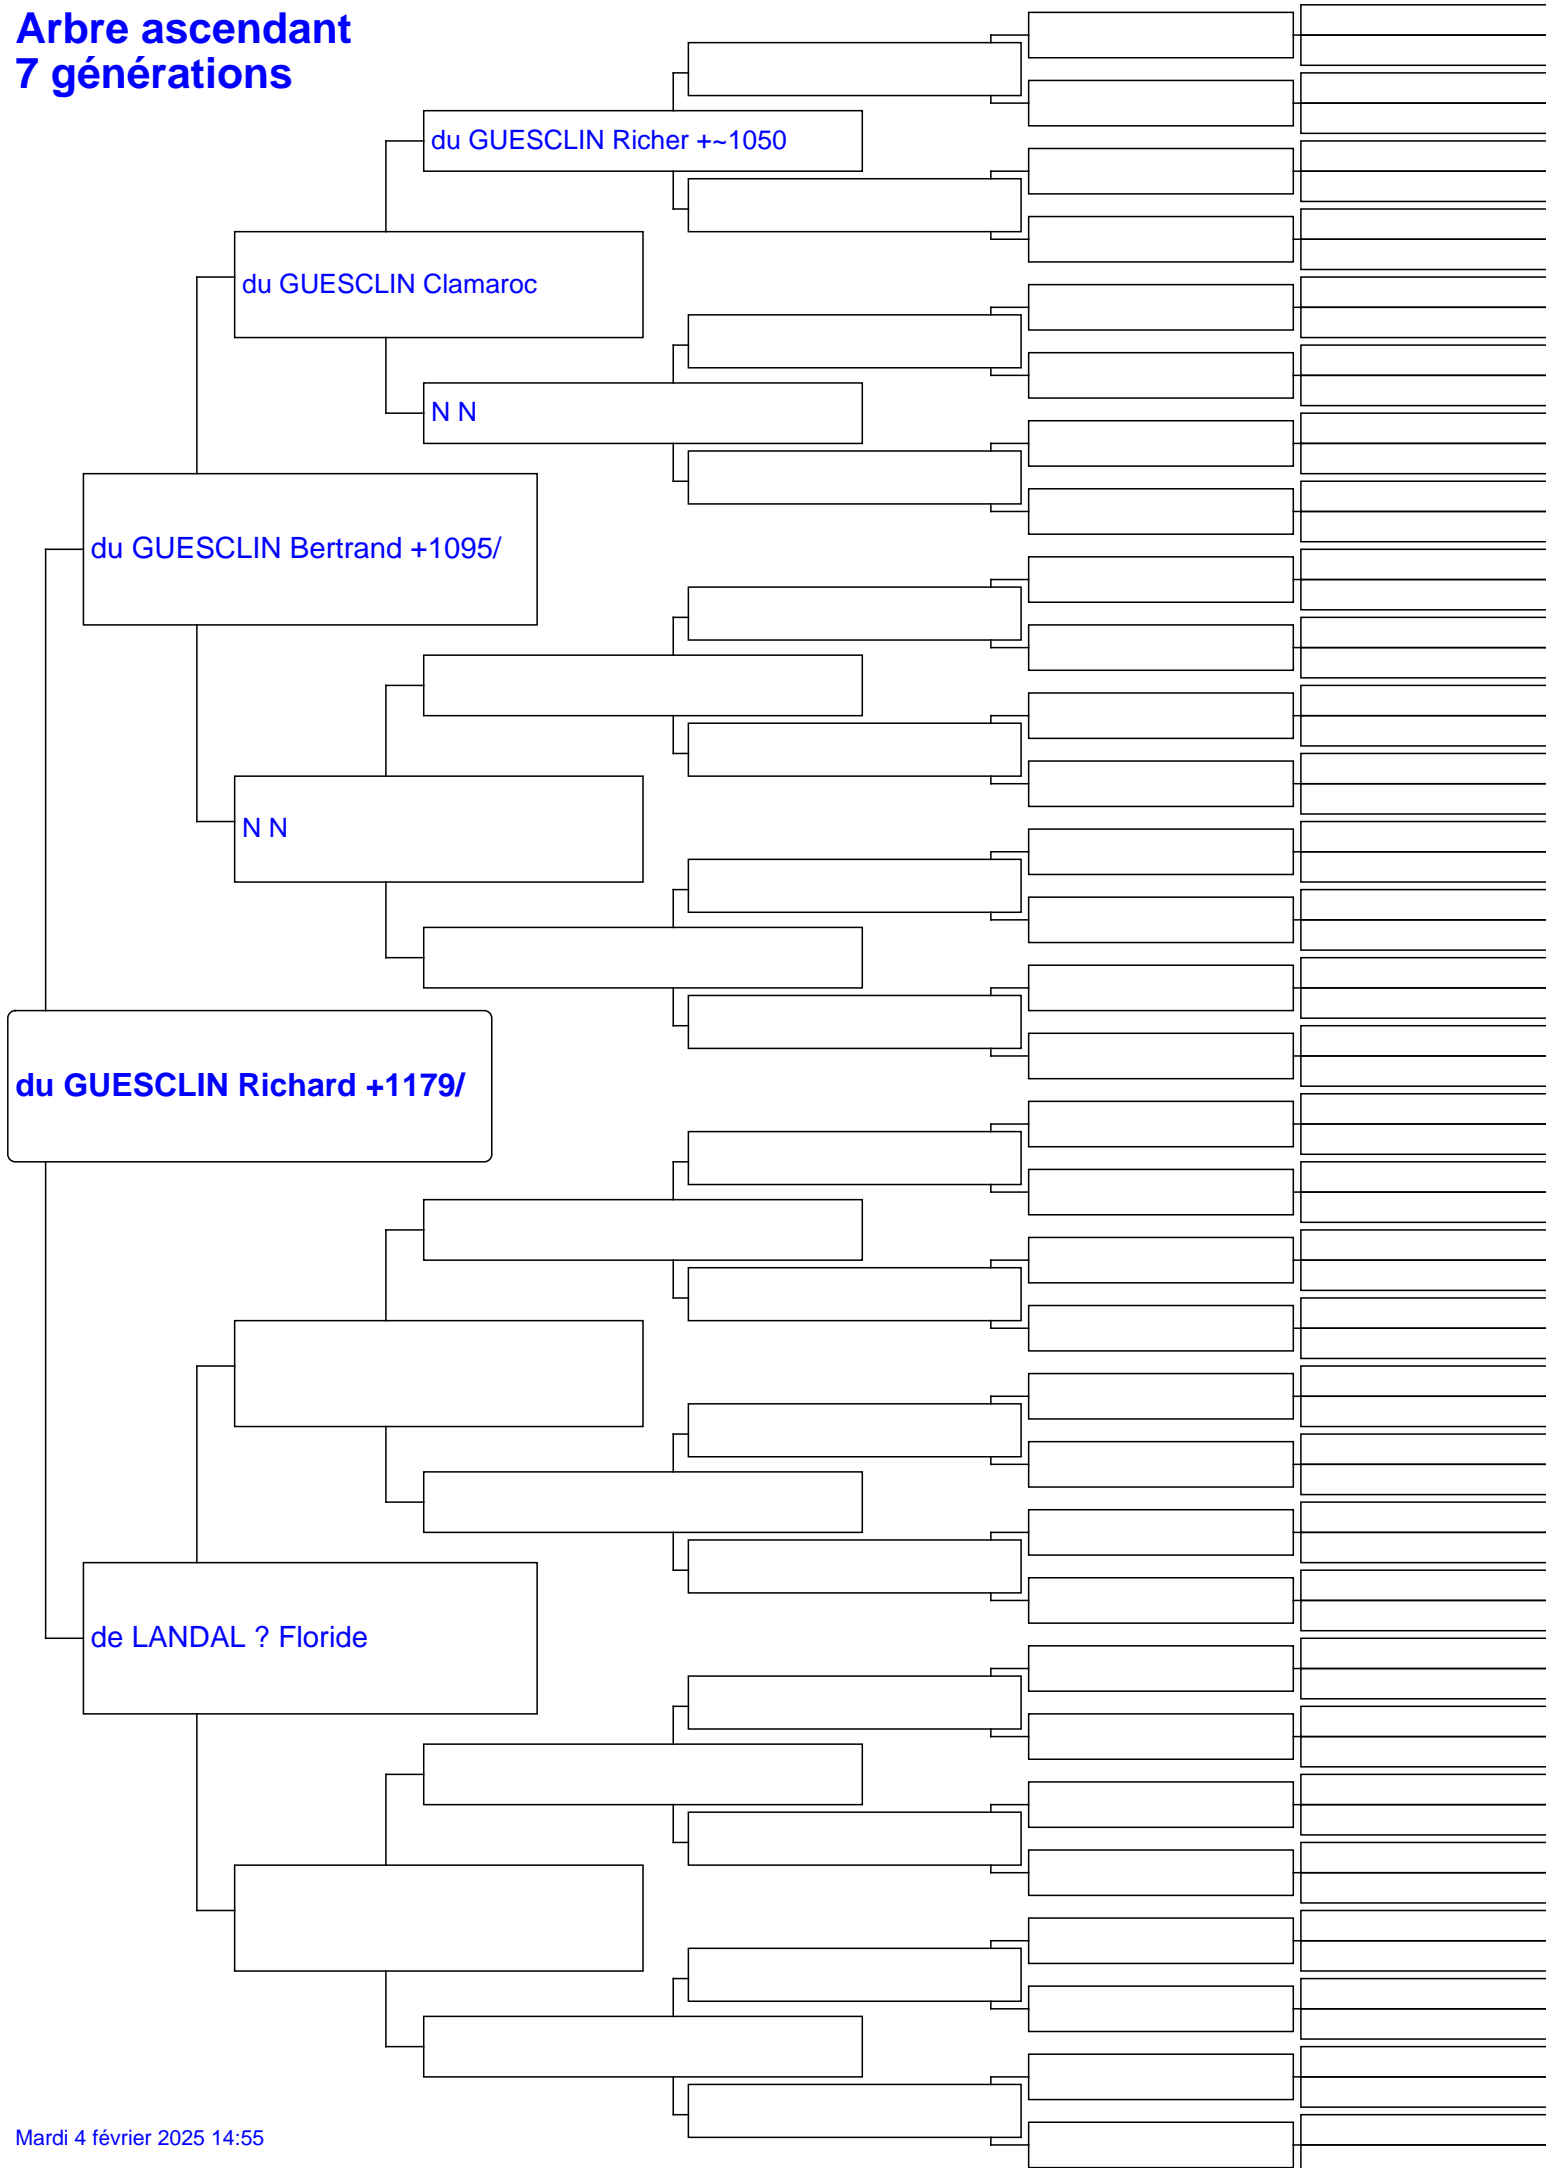 Arbre ascendant
7 générations
du GUESCLIN Richer +~1050
du GUESCLIN Clamaroc
N N
du GUESCLIN Bertrand +1095/
N N
du GUESCLIN Richard +1179/
de LANDAL ? Floride
Mardi 4 février 2025 14:55